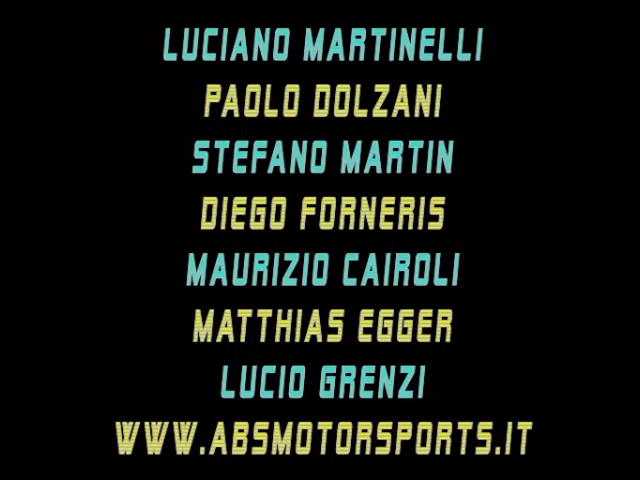 LUCIANO MARTINELLI
PAOLO DOLZANI
STEFANO MARTIN
DIEGO FORNERIS
MAURIZIO CAIROLI
MATTHIAS EGGER
LUCIO GRENZI
WWW.ABSMOTORSPORTS.IT